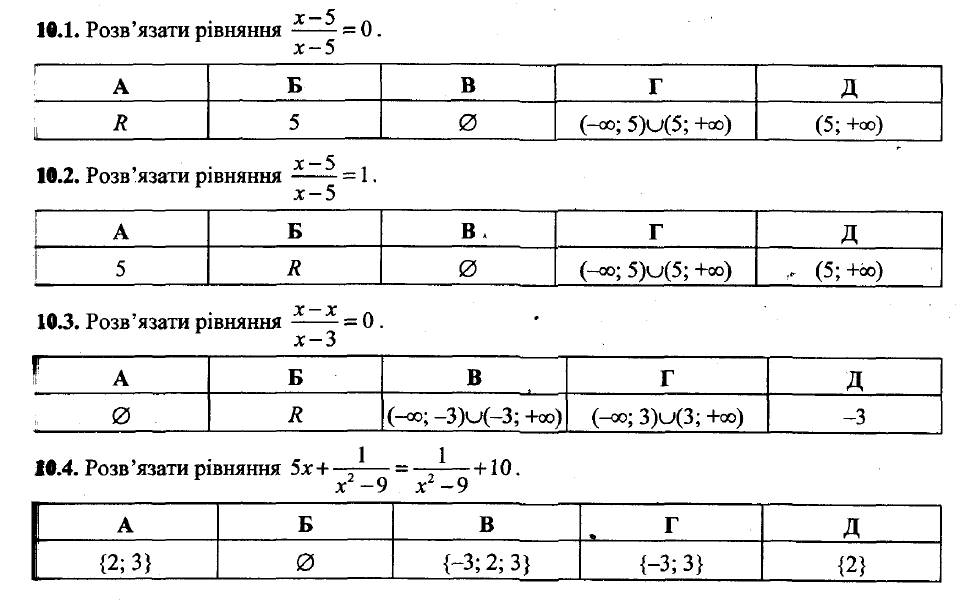 10.1. Розв'язати рівняння (x−5)/(x−5) = 0.
А Б В Г Д
R 5 ∅ (−∞; 5)∪(5; +∞) (5; +∞)
10.2. Розв'язати рівняння (x−5)/(x−5) = 1.
А Б В Г Д
5 R ∅ (−∞; 5)∪(5; +∞) (5; +∞)
10.3. Розв'язати рівняння (x−x)/(x−3) = 0.
А Б В Г Д
∅ R (−∞; −3)∪(−3; +∞) (−∞; 3)∪(3; +∞) −3
10.4. Розв'язати рівняння 5x + 1/(x²−9) = 1/(x²−9) + 10.
А Б В Г Д
{2; 3} ∅ {−3; 2; 3} {−3; 3} {2}